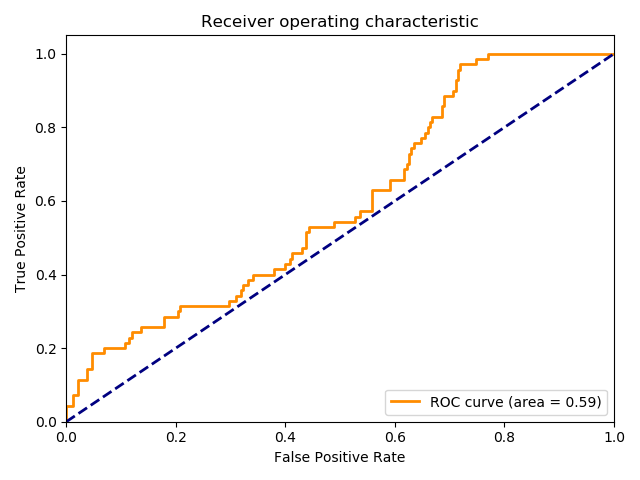 Receiver operating characteristic
True Positive Rate
1.0
0.8
0.6
0.4
0.2
0.0
ROC curve (area = 0.59)
0.0 0.2 0.4 0.6 0.8 1.0
False Positive Rate